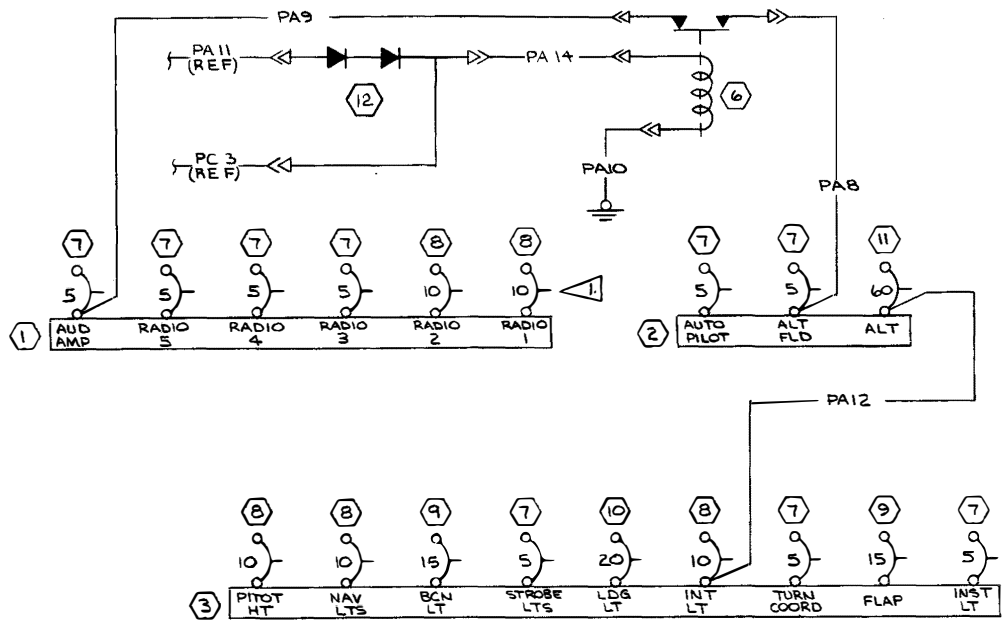 PA9
PA11
(REF)
PA 14
12
6
PC 3
(REF)
PA10
PA8
7 7 7 7 8 8
7 7 11
5 5 5 5 10 10 1.
5 5 60
1
AUD AMP
RADIO 5
RADIO 4
RADIO 3
RADIO 2
RADIO 1
2
AUTO PILOT
ALT FLD
ALT
PA12
8 8 9 7 10 8 7 9 7
10 10 15 5 20 10 5 15 5
3
PITOT HT
NAV LTS
BCN LT
STROBE LTS
LDG LT
INT LT
TURN COORD
FLAP
INST LT